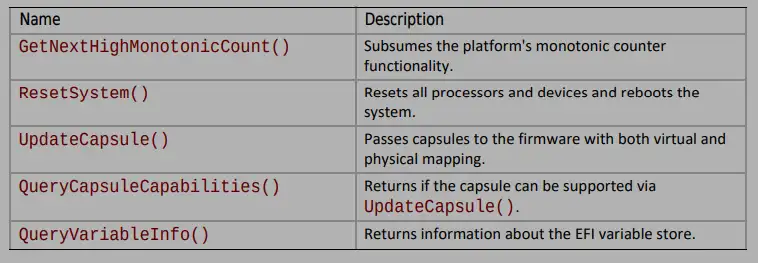 Name Description
GetNextHighMonotonicCount() Subsumes the platform's monotonic counter
functionality.
ResetSystem() Resets all processors and devices and reboots the
system.
UpdateCapsule() Passes capsules to the firmware with both virtual and
physical mapping.
QueryCapsuleCapabilities() Returns if the capsule can be supported via
UpdateCapsule().
QueryVariableInfo() Returns information about the EFI variable store.